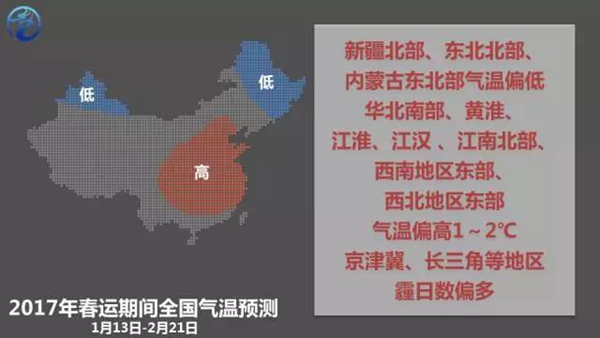 低
低
高
2017年春运期间全国气温预测
1月13日-2月21日
新疆北部、东北北部、
内蒙古东北部气温偏低
华北南部、黄淮、
江淮、江汉 、江南北部、
西南地区东部、
西北地区东部
气温偏高1～2℃
京津冀、长三角等地区
霾日数偏多